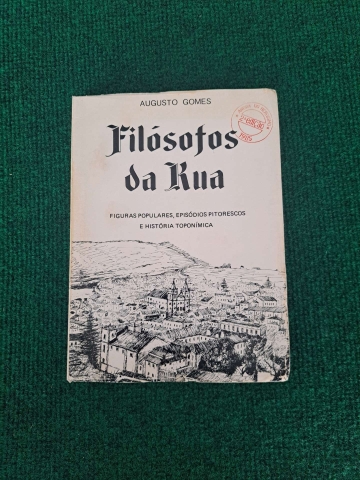 AUGUSTO GOMES
Filósofos
da Rua
FIGURAS POPULARES, EPISÓDIOS PITORESCOS
E HISTÓRIA TOPONÍMICA